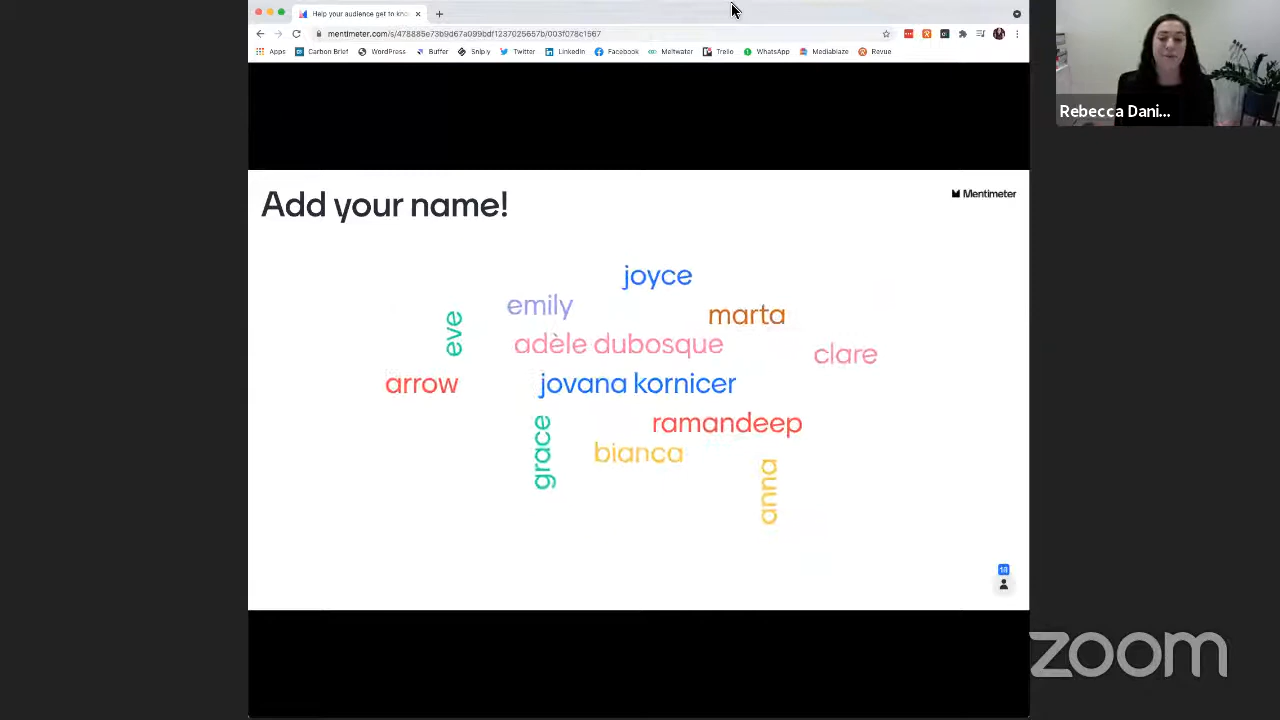 Help your audience get to kno
mentimeter.com/s/478885e73b9d67a099bdf1237025657b/003f078c1567
Apps Carbon Brief WordPress Buffer Sniply Twitter LinkedIn Facebook Meltwater Trello WhatsApp Mediablaze Revue
Rebecca Dani...
Add your name!
Mentimeter
joyce
emily
marta
eve
adèle dubosque
clare
arrow
jovana kornicer
ramandeep
grace
bianca
anna
zoom